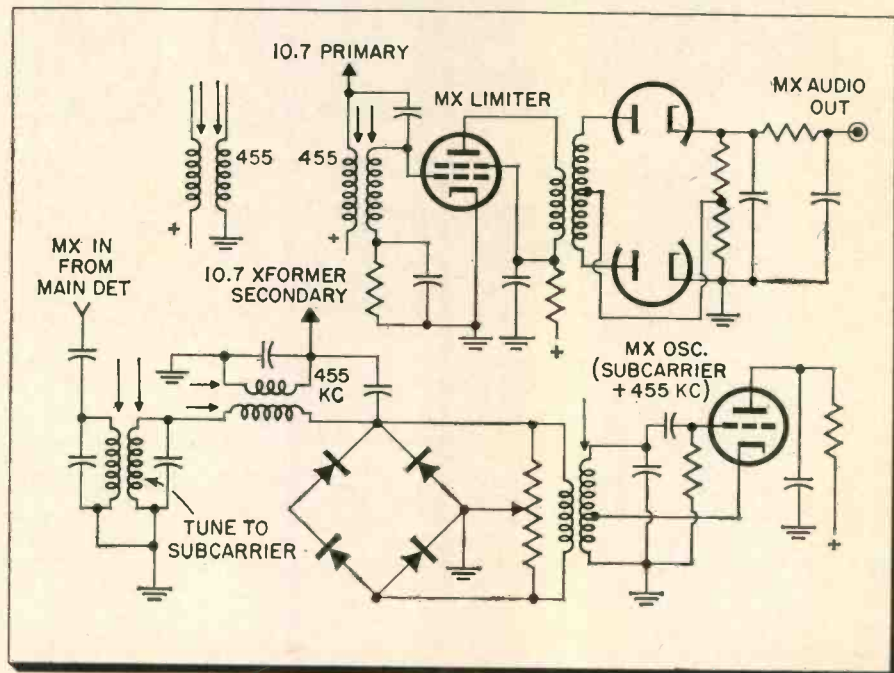 10.7 PRIMARY
MX LIMITER
MX AUDIO
OUT
455
455
+
+
MX IN
FROM
MAIN DET
10.7 XFORMER
SECONDARY
+
455
KC
MX OSC.
(SUBCARRIER
+455 KC)
TUNE TO
SUBCARRIER
+